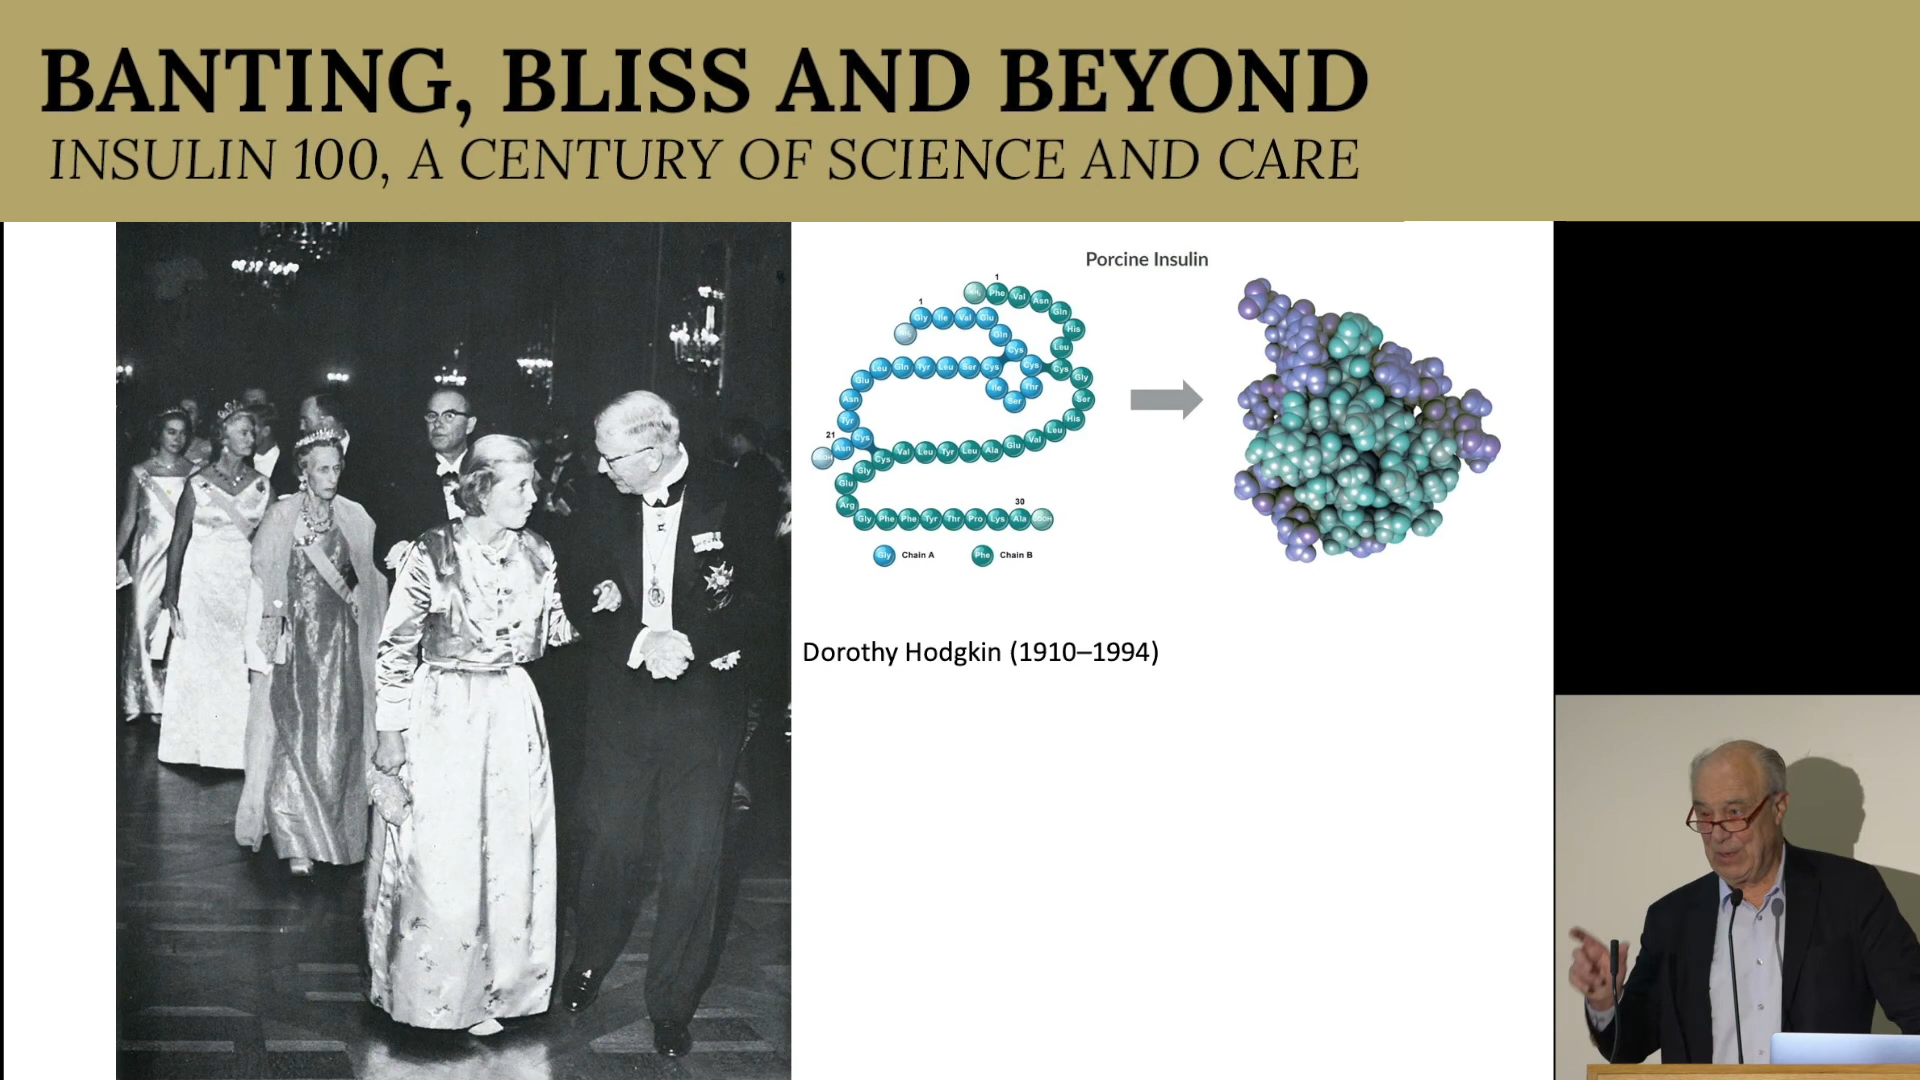 BANTING, BLISS AND BEYOND
INSULIN 100, A CENTURY OF SCIENCE AND CARE
Porcine Insulin
1
NH₂ Phe Val Asn Gln His Leu Cys Gly Ser His Leu Val Glu Ala Leu Tyr Leu Val Cys Gly Glu Arg Gly Phe Phe Tyr Thr Pro Lys Ala COOH
30
1
Gly Ile Val Glu Gln Cys Cys Thr Ser Ile Cys Ser Leu Tyr Gln Leu Glu Asn Tyr Cys Asn COOH
21
Gly Chain A
Phe Chain B
Dorothy Hodgkin (1910–1994)